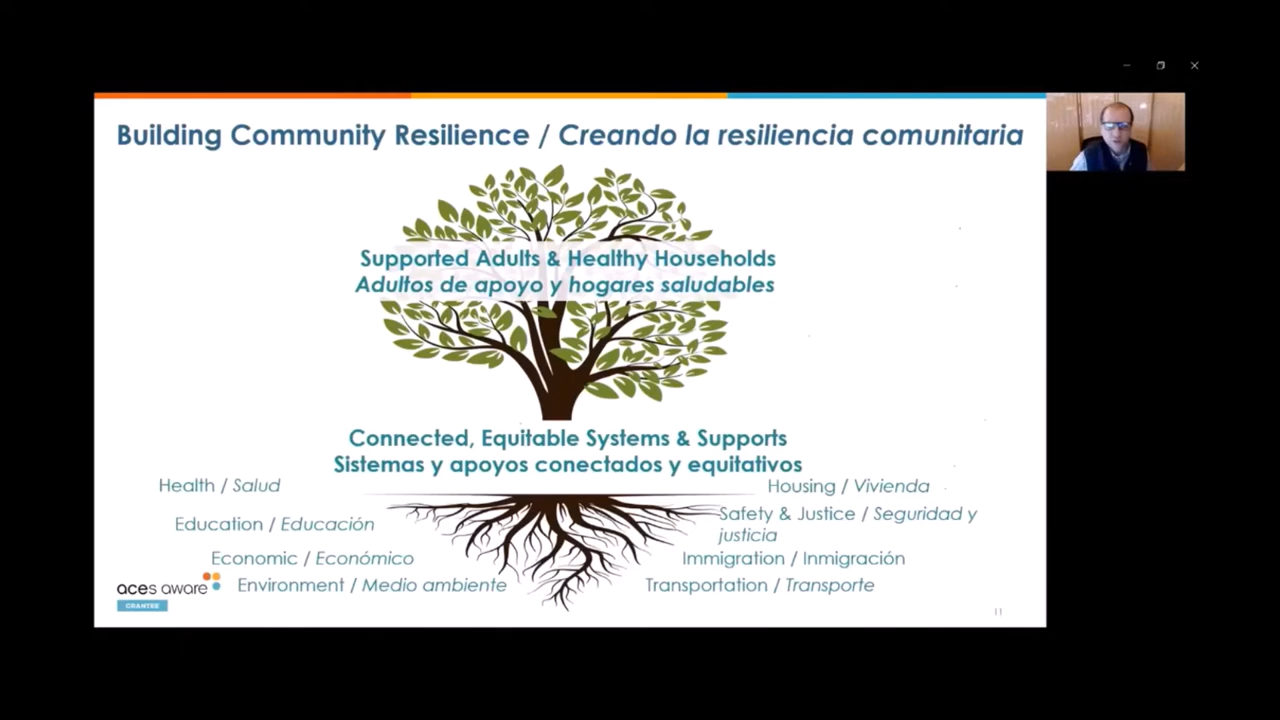 Building Community Resilience / Creando la resiliencia comunitaria
Supported Adults & Healthy Households
Adultos de apoyo y hogares saludables
Connected, Equitable Systems & Supports
Sistemas y apoyos conectados y equitativos
Health / Salud
Education / Educación
Economic / Económico
Environment / Medio ambiente
Housing / Vivienda
Safety & Justice / Seguridad y
justicia
Immigration / Inmigración
Transportation / Transporte
aces aware
GRANTEE
11